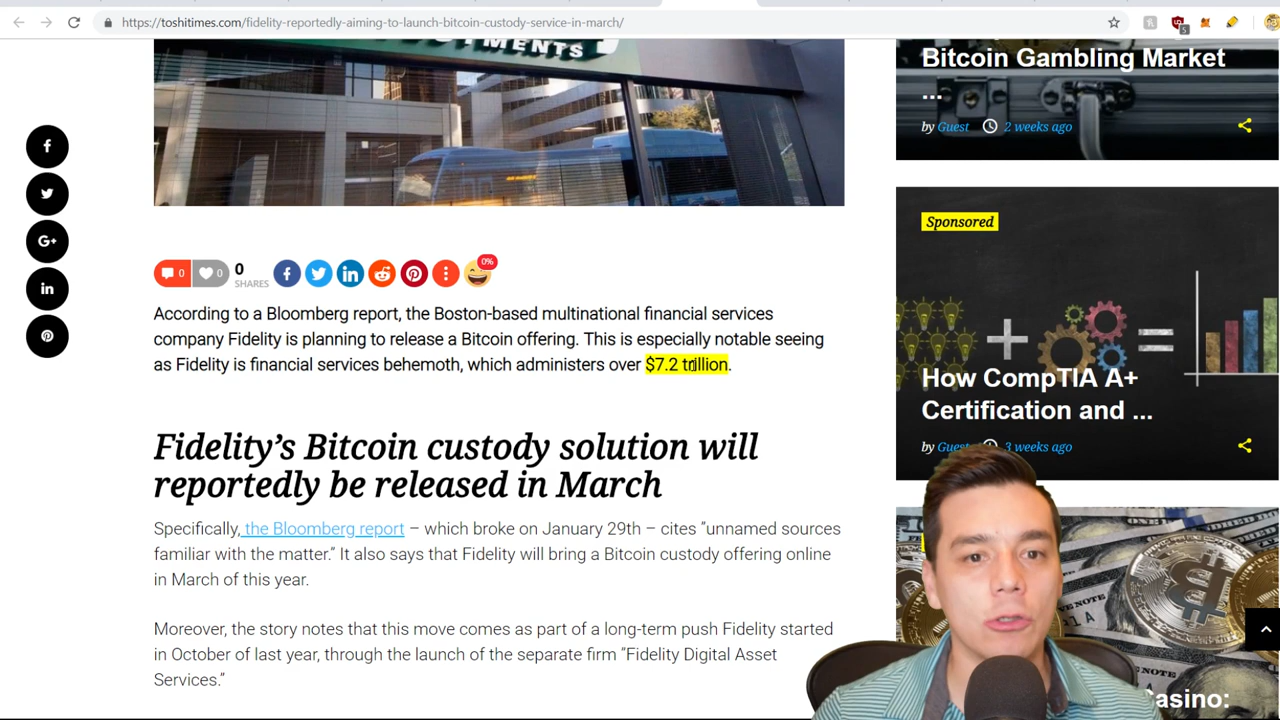 https://toshitimes.com/fidelity-reportedly-aiming-to-launch-bitcoin-custody-service-in-march/
5
TMENTS
Bitcoin Gambling Market
...
by Guest 2 weeks ago
Sponsored
How CompTIA A+
Certification and ...
by Guest 3 weeks ago
0
0
0
SHARES
0%
According to a Bloomberg report, the Boston-based multinational financial services
company Fidelity is planning to release a Bitcoin offering. This is especially notable seeing
as Fidelity is financial services behemoth, which administers over $7.2 trillion.
Fidelity’s Bitcoin custody solution will
reportedly be released in March
Specifically, the Bloomberg report – which broke on January 29th – cites “unnamed sources
familiar with the matter.” It also says that Fidelity will bring a Bitcoin custody offering online
in March of this year.
Moreover, the story notes that this move comes as part of a long-term push Fidelity started
in October of last year, through the launch of the separate firm “Fidelity Digital Asset
Services.”
Casino: